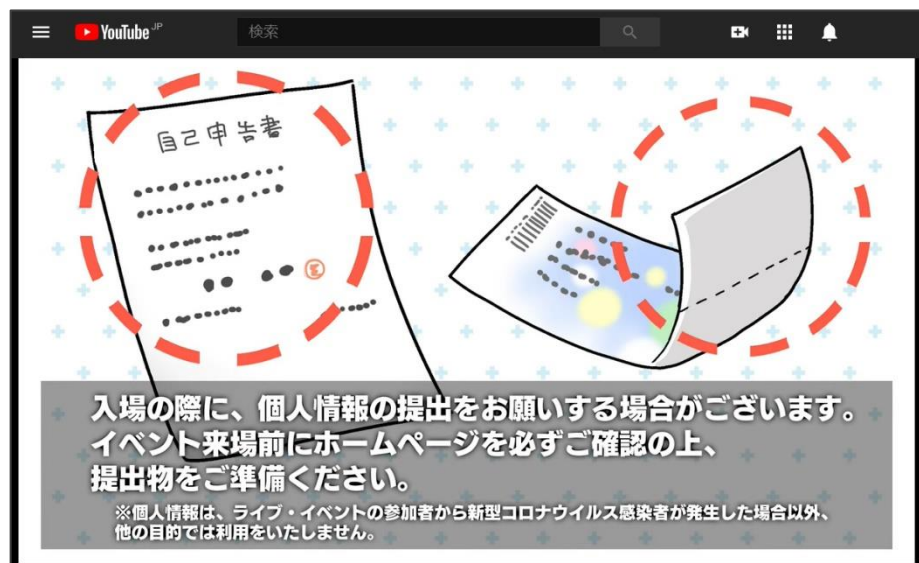 YouTube JP
検索
自己申告書
入場の際に、個人情報の提出をお願いする場合がございます。
イベント来場前にホームページを必ずご確認の上、
提出物をご準備ください。
※個人情報は、ライブ・イベントの参加者から新型コロナウイルス感染者が発生した場合以外、
他の目的では利用をいたしません。